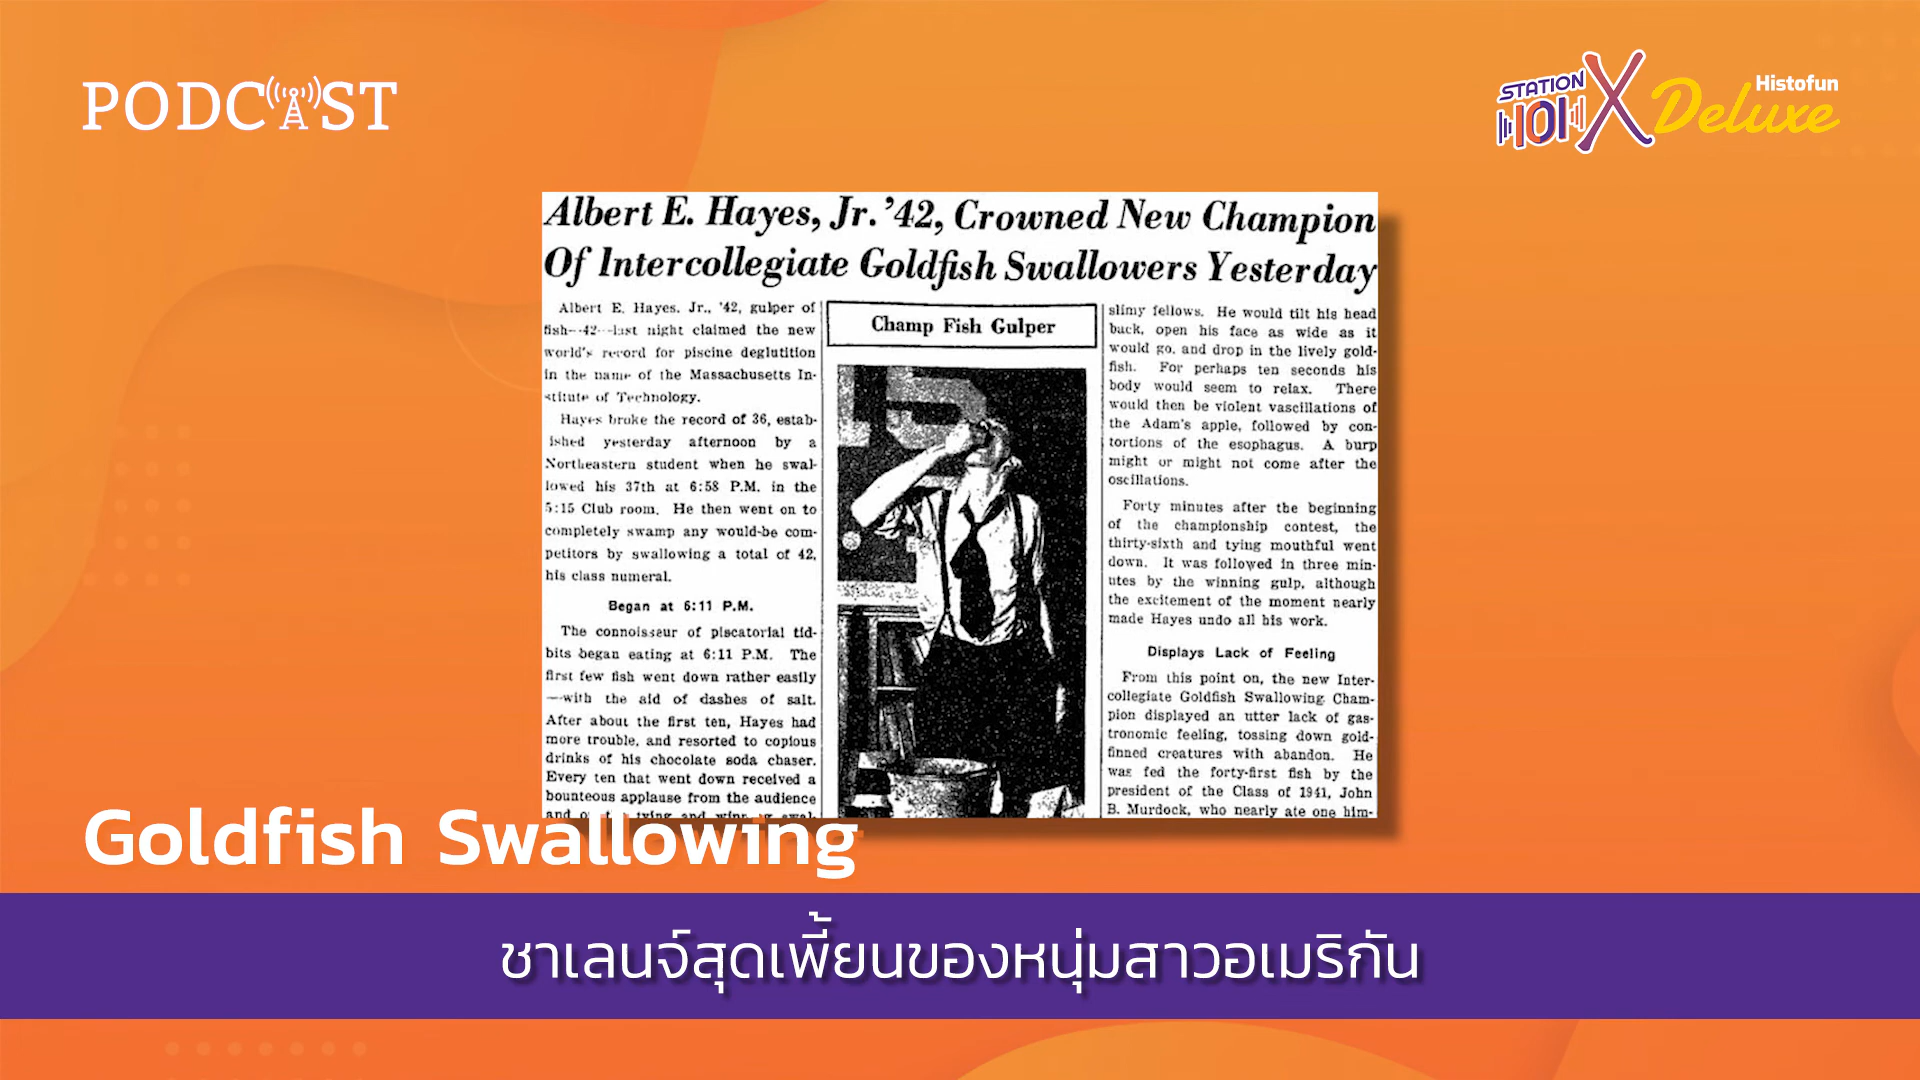 PODCAST
STATION
101
X
Histofun
Deluxe
Albert E. Hayes, Jr. '42, Crowned New Champion
Of Intercollegiate Goldfish Swallowers Yesterday
Albert E. Hayes, Jr., '42, gulper of
fish--42--last night claimed the new
world's record for piscine deglutition
in the name of the Massachusetts In-
stitute of Technology.
Hayes broke the record of 36, estab-
lished yesterday afternoon by a
Northeastern student when he swal-
lowed his 37th at 6:58 P.M. in the
5:15 Club room. He then went on to
completely swamp any would-be com-
petitors by swallowing a total of 42,
his class numeral.
Began at 6:11 P.M.
The connoisseur of piscatorial tid-
bits began eating at 6:11 P.M. The
first few fish went down rather easily
—with the aid of dashes of salt.
After about the first ten, Hayes had
more trouble, and resorted to copious
drinks of his chocolate soda chaser.
Every ten that went down received a
bounteous applause from the audience
and tying and swal-
Champ Fish Gulper
slimy fellows. He would tilt his head
back, open his face as wide as it
would go, and drop in the lively gold-
fish. For perhaps ten seconds his
body would seem to relax. There
would then be violent vascillations of
the Adam's apple, followed by con-
tortions of the esophagus. A burp
might or might not come after the
oscillations.
Forty minutes after the beginning
of the championship contest, the
thirty-sixth and tying mouthful went
down. It was followed in three min-
utes by the winning gulp, although
the excitement of the moment nearly
made Hayes undo all his work.
Displays Lack of Feeling
From this point on, the new Inter-
collegiate Goldfish Swallowing Cham-
pion displayed an utter lack of gas-
tronomic feeling, tossing down gold-
finned creatures with abandon. He
was fed the forty-first fish by the
president of the Class of 1941, John
B. Murdock, who nearly ate one him-
Goldfish Swallowing
ชาเลนจ์สุดเพี้ยนของหนุ่มสาวอเมริกัน